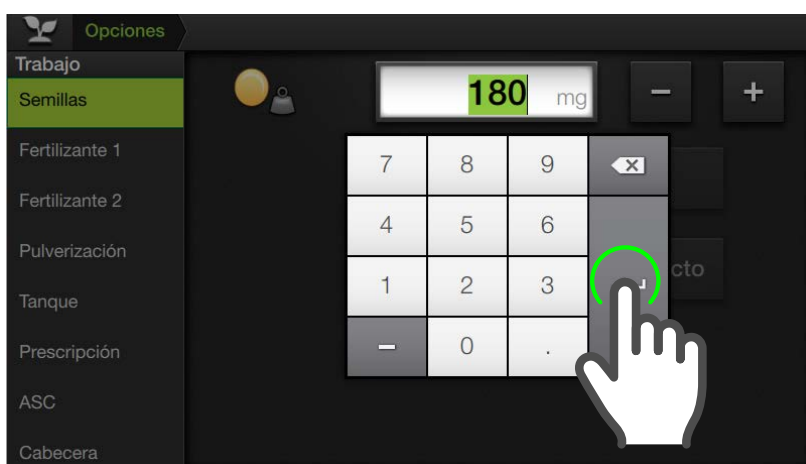 Opciones
Trabajo
Semillas
180 mg
Fertilizante 1
Fertilizante 2
Pulverización
Tanque
Prescripción
ASC
Cabecera
− +
7 8 9
4 5 6
1 2 3
− 0 .
cto